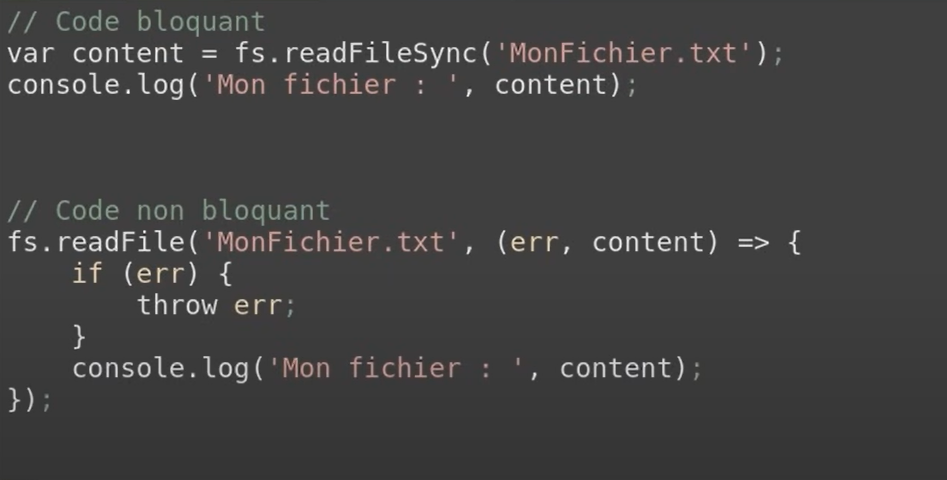 // Code bloquant
var content = fs.readFileSync('MonFichier.txt');
console.log('Mon fichier : ', content);
// Code non bloquant
fs.readFile('MonFichier.txt', (err, content) => {
    if (err) {
        throw err;
    }
    console.log('Mon fichier : ', content);
});